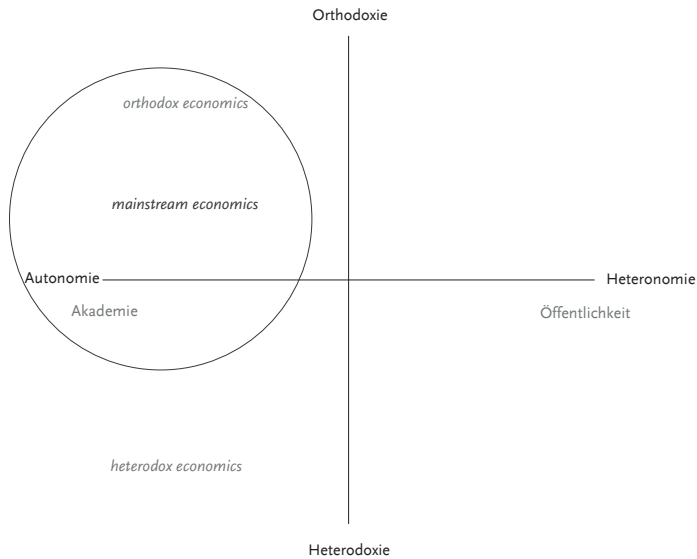 Orthodoxie
orthodox economics
mainstream economics
Autonomie
Heteronomie
Akademie
Öffentlichkeit
heterodox economics
Heterodoxie